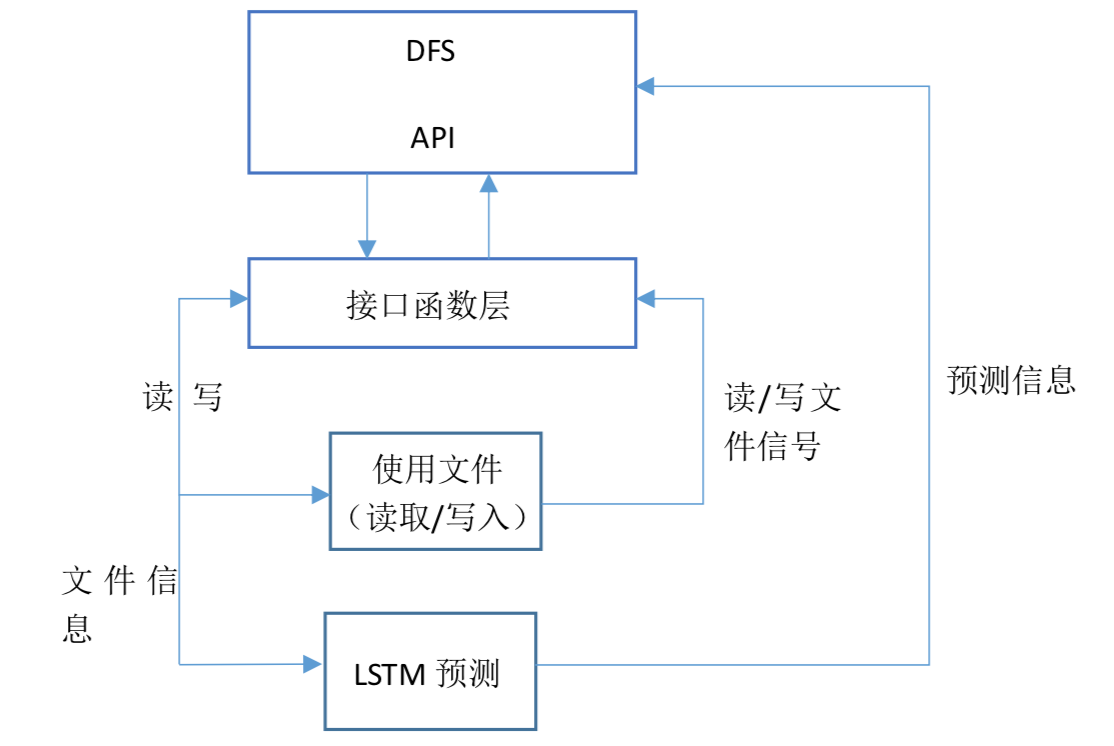 DFS
API
接口函数层
读 写
读/写文
件信号
预测信息
使用文件
（读取/写入）
文件信
息
LSTM 预测